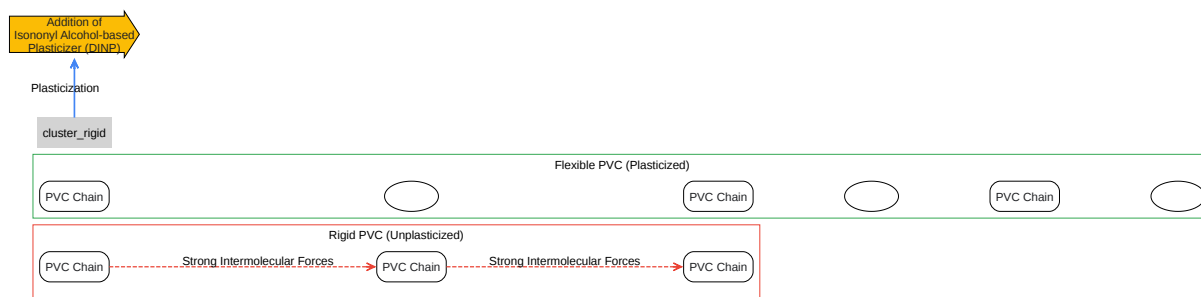 Addition of
Isononyl Alcohol-based
Plasticizer (DINP)
Plasticization
cluster_rigid
Flexible PVC (Plasticized)
PVC Chain
PVC Chain
PVC Chain
Rigid PVC (Unplasticized)
PVC Chain
Strong Intermolecular Forces
PVC Chain
Strong Intermolecular Forces
PVC Chain